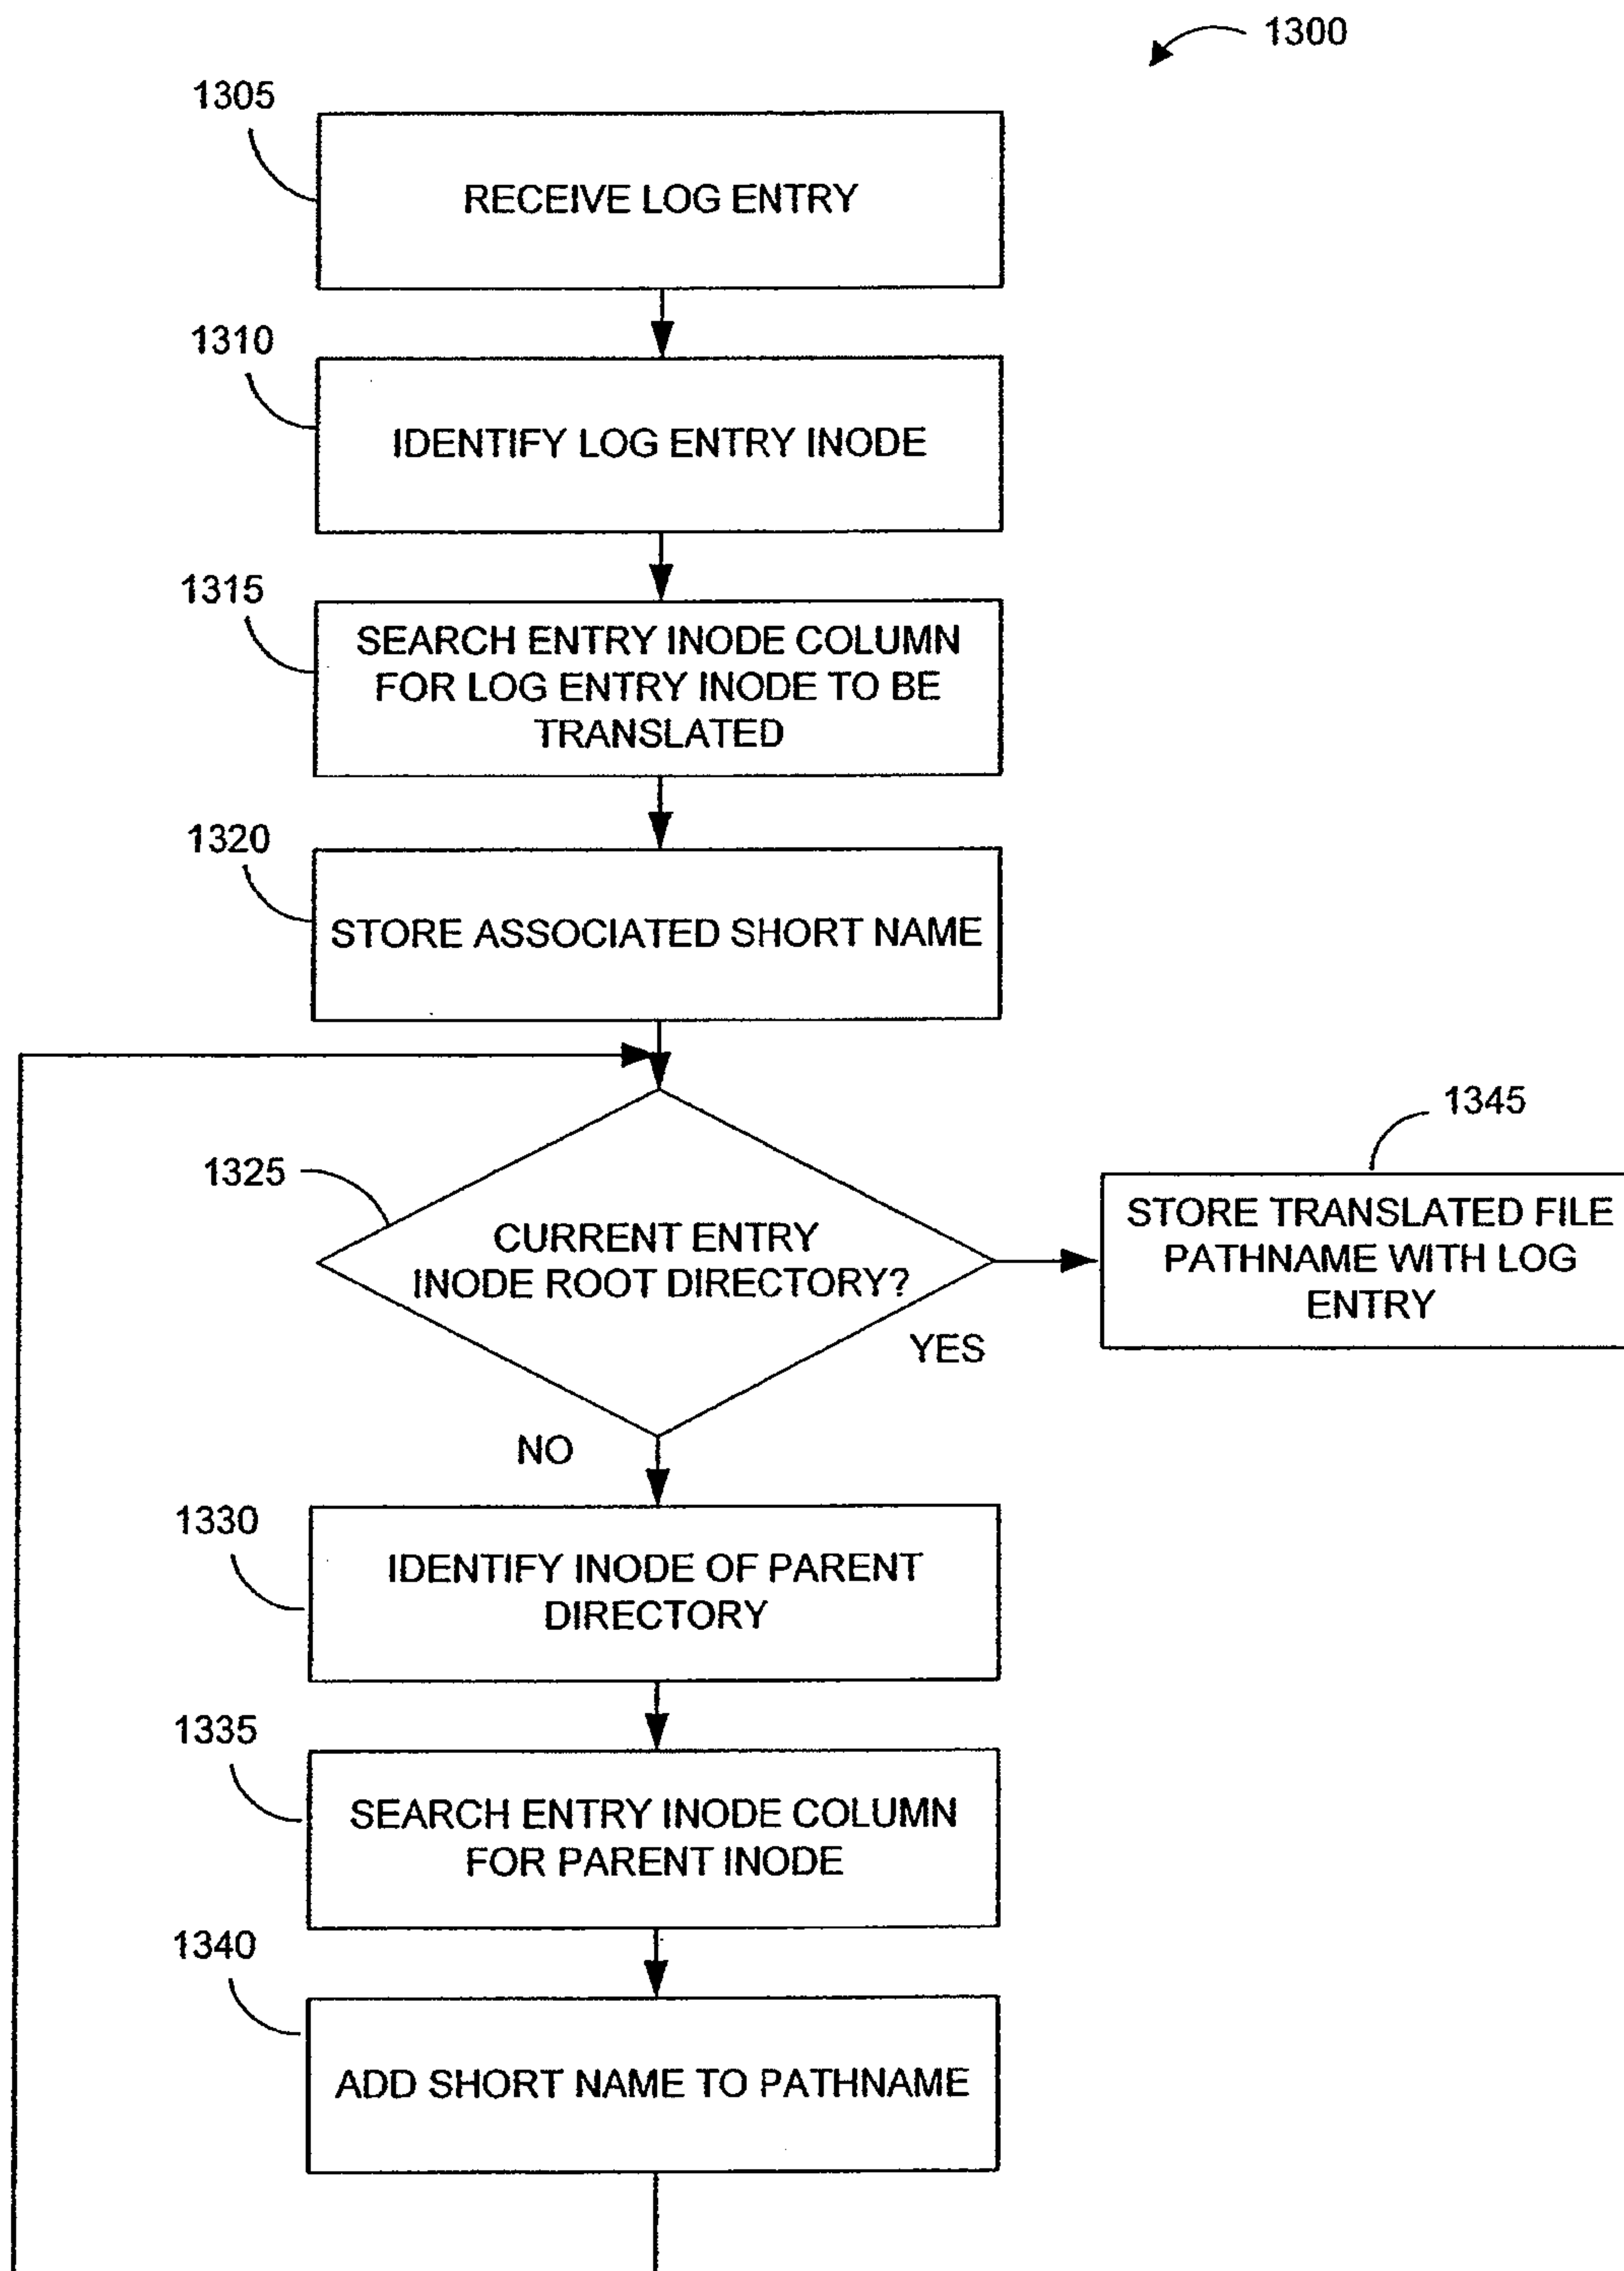 1300
1305
RECEIVE LOG ENTRY
1310
IDENTIFY LOG ENTRY INODE
1315
SEARCH ENTRY INODE COLUMN
FOR LOG ENTRY INODE TO BE
TRANSLATED
1320
STORE ASSOCIATED SHORT NAME
1325
CURRENT ENTRY
INODE ROOT DIRECTORY?
YES
NO
1345
STORE TRANSLATED FILE
PATHNAME WITH LOG
ENTRY
1330
IDENTIFY INODE OF PARENT
DIRECTORY
1335
SEARCH ENTRY INODE COLUMN
FOR PARENT INODE
1340
ADD SHORT NAME TO PATHNAME